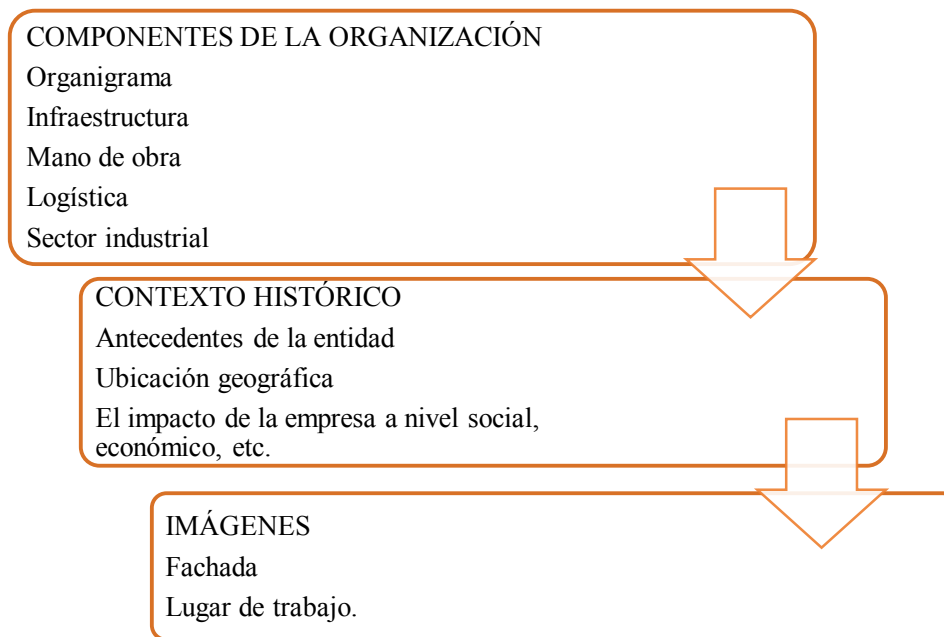 COMPONENTES DE LA ORGANIZACIÓN
Organigrama
Infraestructura
Mano de obra
Logística
Sector industrial
CONTEXTO HISTÓRICO
Antecedentes de la entidad
Ubicación geográfica
El impacto de la empresa a nivel social,
económico, etc.
IMÁGENES
Fachada
Lugar de trabajo.